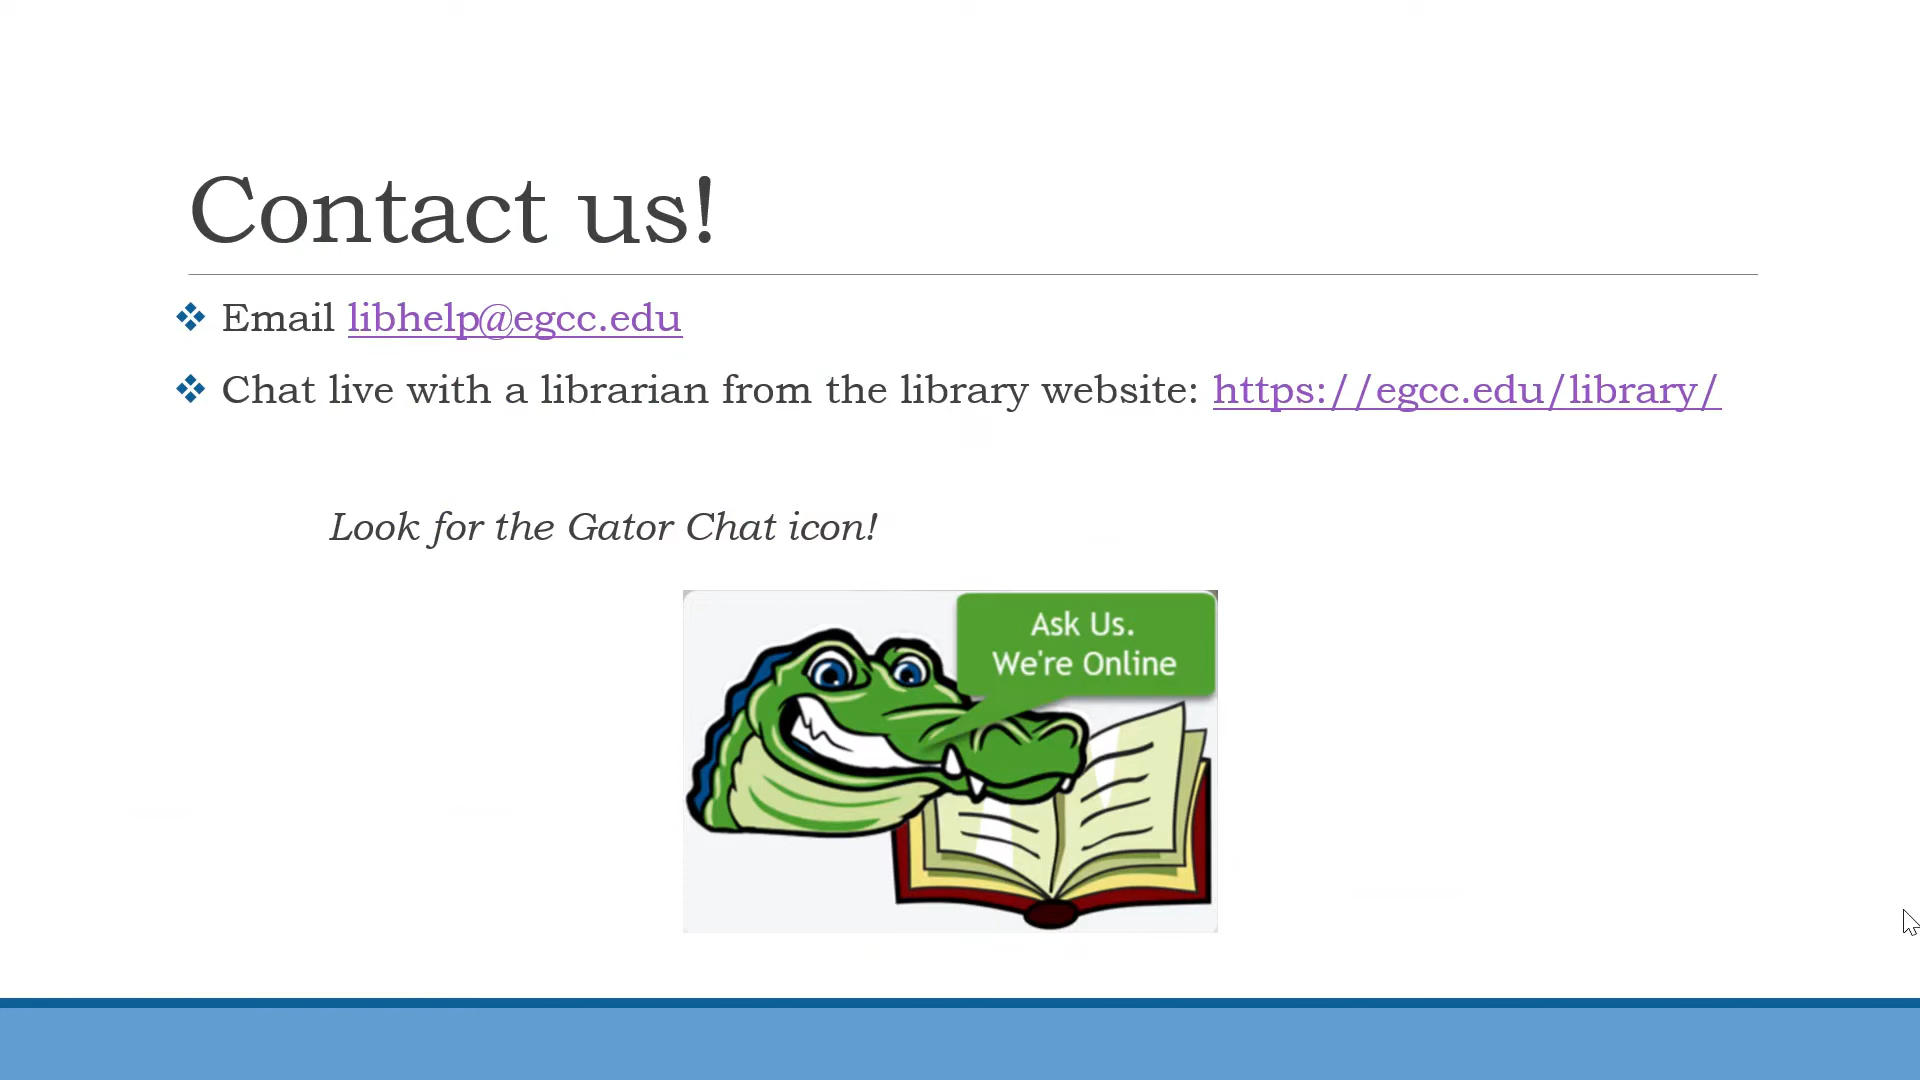 Contact us!
Email libhelp@egcc.edu
Chat live with a librarian from the library website: https://egcc.edu/library/
Look for the Gator Chat icon!
Ask Us.
We're Online